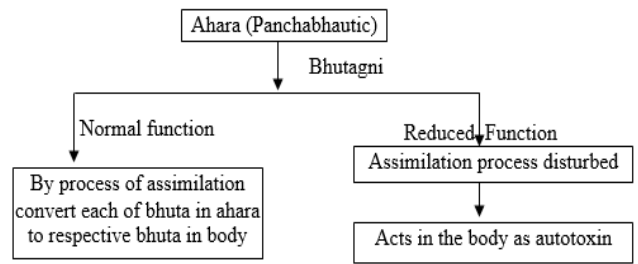 Ahara (Panchabhautic)
Bhutagni
Normal function
Reduced Function
By process of assimilation
convert each of bhuta in ahara
to respective bhuta in body
Assimilation process disturbed
Acts in the body as autotoxin